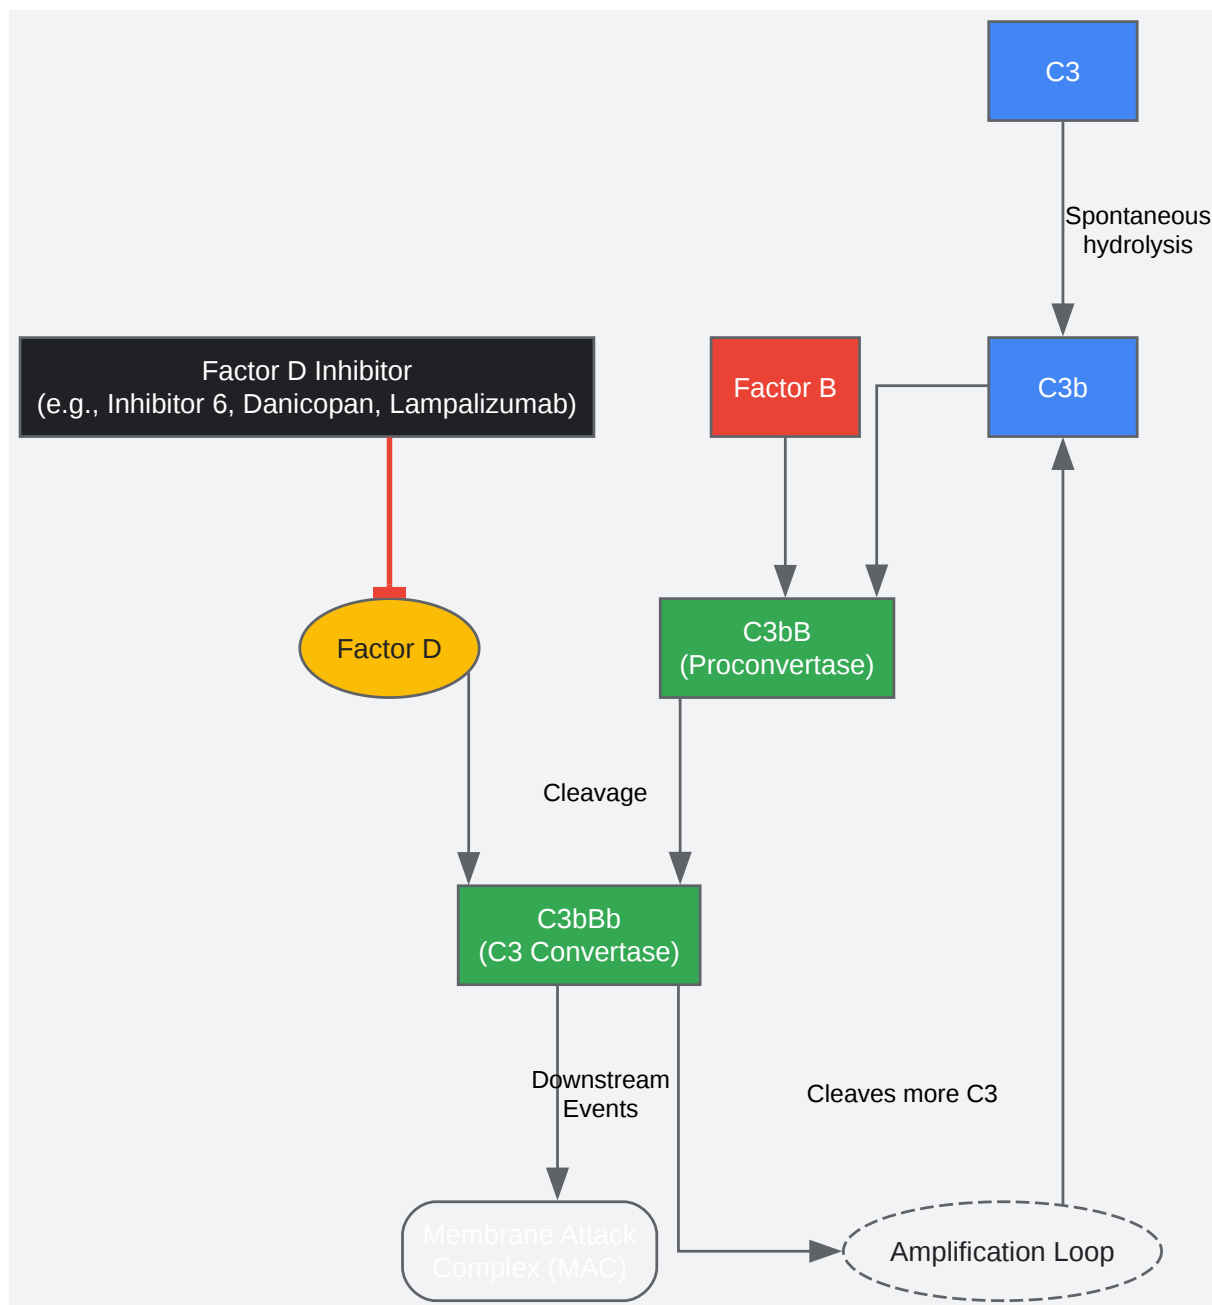 C3
Spontaneous
hydrolysis
Factor D Inhibitor
(e.g., Inhibitor 6, Danicopan, Lampalizumab)
Factor B
C3b
Factor D
C3bB
(Proconvertase)
Cleavage
C3bBb
(C3 Convertase)
Downstream
Events
Cleaves more C3
Membrane Attack
Complex (MAC)
Amplification Loop